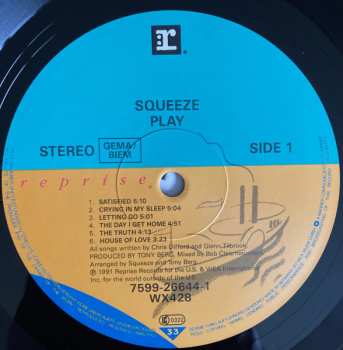 r
SQUEEZE
PLAY
STEREO GEMA/ BIEM SIDE 1
reprise
1. SATISFIED 5:10
2. CRYING IN MY SLEEP 5:04
3. LETTING GO 5:01
4. THE DAY I GET HOME 4:51
5. THE TRUTH 4:13
6. HOUSE OF LOVE 3:23
All songs written by Chris Difford and Glenn Tilbrook
PRODUCED BY TONY BERG, Mixed by Bob Clearmountain
Arranged by Squeeze and Tony Berg
℗ 1991 Reprise Records for the U.S. & WEA International
Inc. for the world outside of the U.S.
7599-26644-1
WX428
LC 0322
33